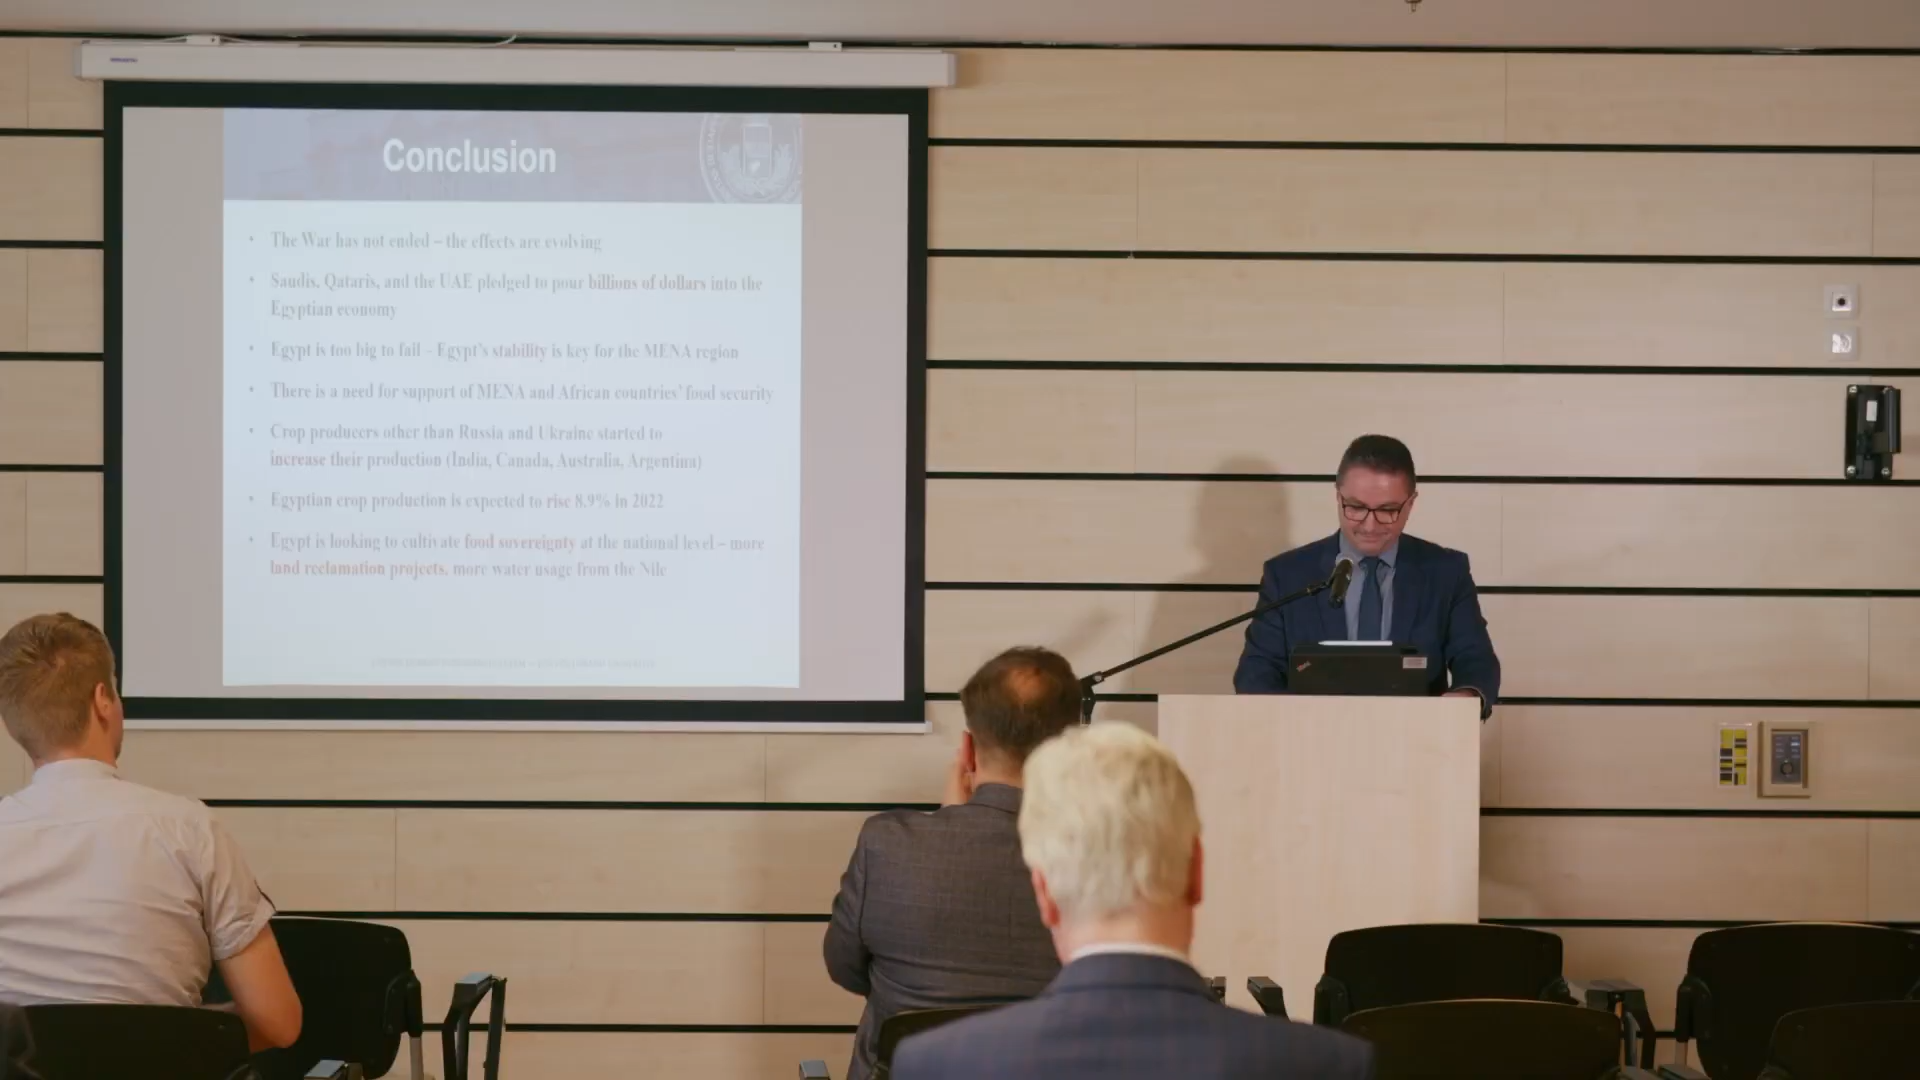 Conclusion
• The War has not ended – the effects are evolving
• Saudis, Qataris, and the UAE pledged to pour billions of dollars into the
Egyptian economy
• Egypt is too big to fail – Egypt's stability is key for the MENA region
• There is a need for support of MENA and African countries' food security
• Crop producers other than Russia and Ukraine started to
increase their production (India, Canada, Australia, Argentina)
• Egyptian crop production is expected to rise 8.9% in 2022
• Egypt is looking to cultivate food sovereignty at the national level – more
land reclamation projects, more water usage from the Nile